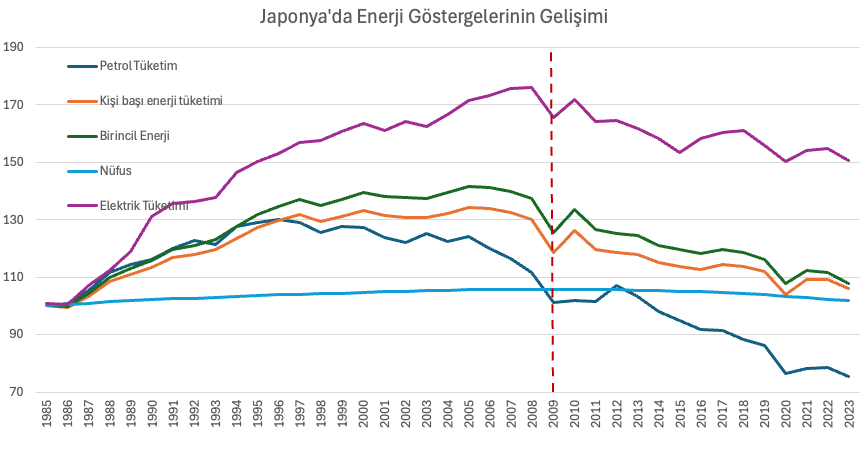 Japonya'da Enerji Göstergelerinin Gelişimi
190
170
150
130
110
90
70
Petrol Tüketim
Kişi başı enerji tüketimi
Birincil Enerji
Nüfus
Elektrik Tüketimi
1985 1986 1987 1988 1989 1990 1991 1992 1993 1994 1995 1996 1997 1998 1999 2000 2001 2002 2003 2004 2005 2006 2007 2008 2009 2010 2011 2012 2013 2014 2015 2016 2017 2018 2019 2020 2021 2022 2023